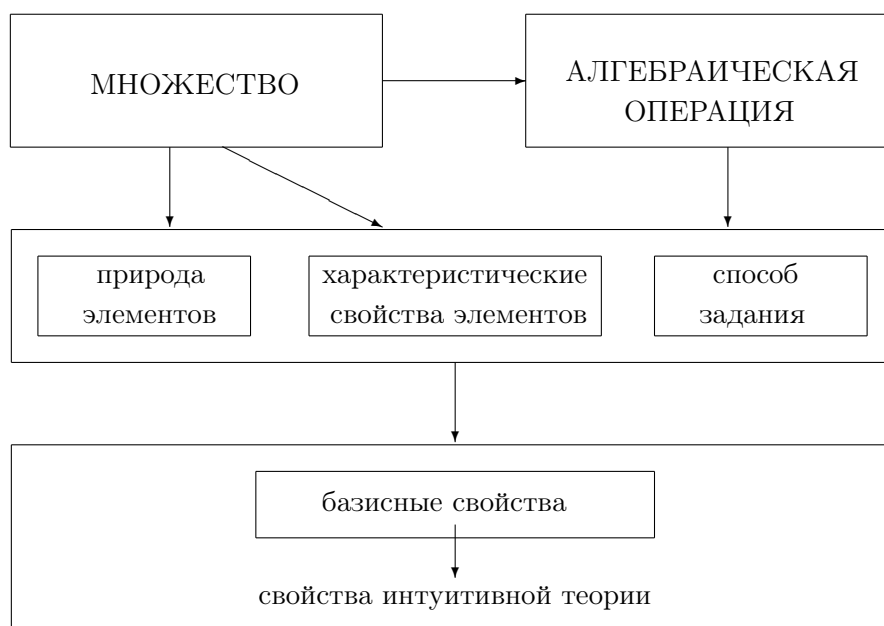 МНОЖЕСТВО
АЛГЕБРАИЧЕСКАЯ
ОПЕРАЦИЯ
природа
элементов
характеристические
свойства элементов
способ
задания
базисные свойства
свойства интуитивной теории